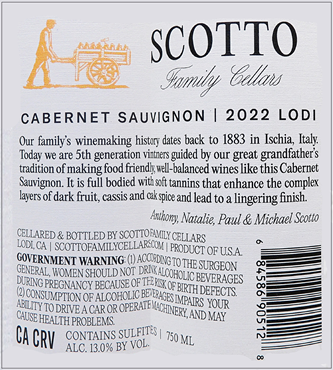 SCOTTO
Family Cellars
CABERNET SAUVIGNON | 2022 LODI
Our family's winemaking history dates back to 1883 in Ischia, Italy.
Today we are 5th generation vintners guided by our great grandfather's
tradition of making food friendly, well-balanced wines like this Cabernet
Sauvignon. It is full bodied with soft tannins that enhance the complex
layers of dark fruit, cassis and oak spice and lead to a lingering finish.
Anthony, Natalie, Paul & Michael Scotto
CELLARED & BOTTLED BY SCOTTO FAMILY CELLARS
LODI, CA | SCOTTOFAMILYCELLARS.COM | PRODUCT OF U.S.A.
GOVERNMENT WARNING: (1) ACCORDING TO THE SURGEON
GENERAL, WOMEN SHOULD NOT DRINK ALCOHOLIC BEVERAGES
DURING PREGNANCY BECAUSE OF THE RISK OF BIRTH DEFECTS.
(2) CONSUMPTION OF ALCOHOLIC BEVERAGES IMPAIRS YOUR
ABILITY TO DRIVE A CAR OR OPERATE MACHINERY, AND MAY
CAUSE HEALTH PROBLEMS.
CA CRV
CONTAINS SULFITES | 750 ML
ALC. 13.0% BY VOL.
6 84586 90512 8